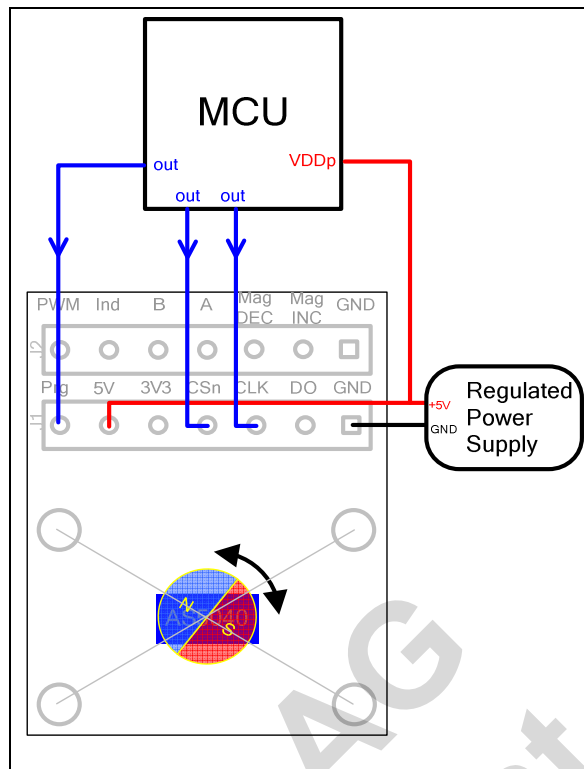 MCU
VDDp
out
out out
PWM Ind B A Mag DEC Mag INC GND
J2
Prg 5V 3V3 CSn CLK DO GND
J1
Regulated
Power
Supply
+5V
GND
AS5040
N
S
AG